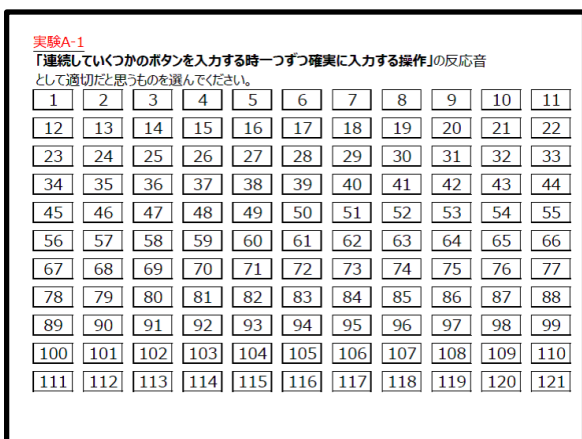 実験A-1
「連続していくつかのボタンを入力する時一つずつ確実に入力する操作」の反応音
として適切だと思うものを選んでください。
1 2 3 4 5 6 7 8 9 10 11
12 13 14 15 16 17 18 19 20 21 22
23 24 25 26 27 28 29 30 31 32 33
34 35 36 37 38 39 40 41 42 43 44
45 46 47 48 49 50 51 52 53 54 55
56 57 58 59 60 61 62 63 64 65 66
67 68 69 70 71 72 73 74 75 76 77
78 79 80 81 82 83 84 85 86 87 88
89 90 91 92 93 94 95 96 97 98 99
100 101 102 103 104 105 106 107 108 109 110
111 112 113 114 115 116 117 118 119 120 121